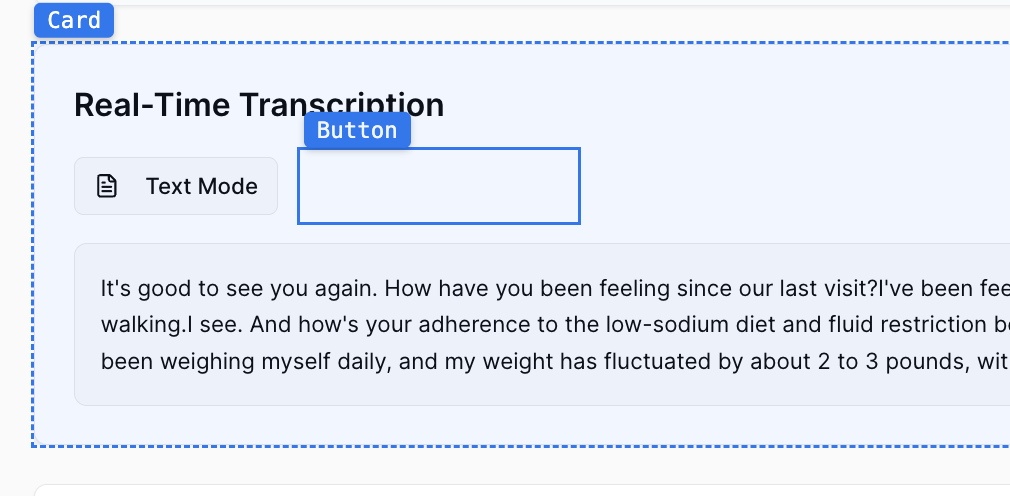 Card
Real-Time Transcription
Button
Text Mode
It's good to see you again. How have you been feeling since our last visit?I've been fee
walking.I see. And how's your adherence to the low-sodium diet and fluid restriction b
been weighing myself daily, and my weight has fluctuated by about 2 to 3 pounds, wit